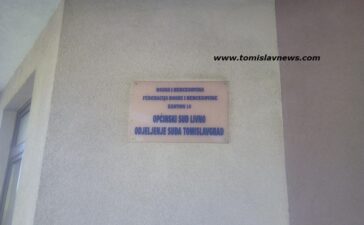 www.tomislavnews.com
BOSNA I HERCEGOVINA
FEDERACIJA BOSNE I HERCEGOVINE
KANTON 10
OPĆINSKI SUD LIVNO
ODJELJENJE SUDA TOMISLAVGRAD